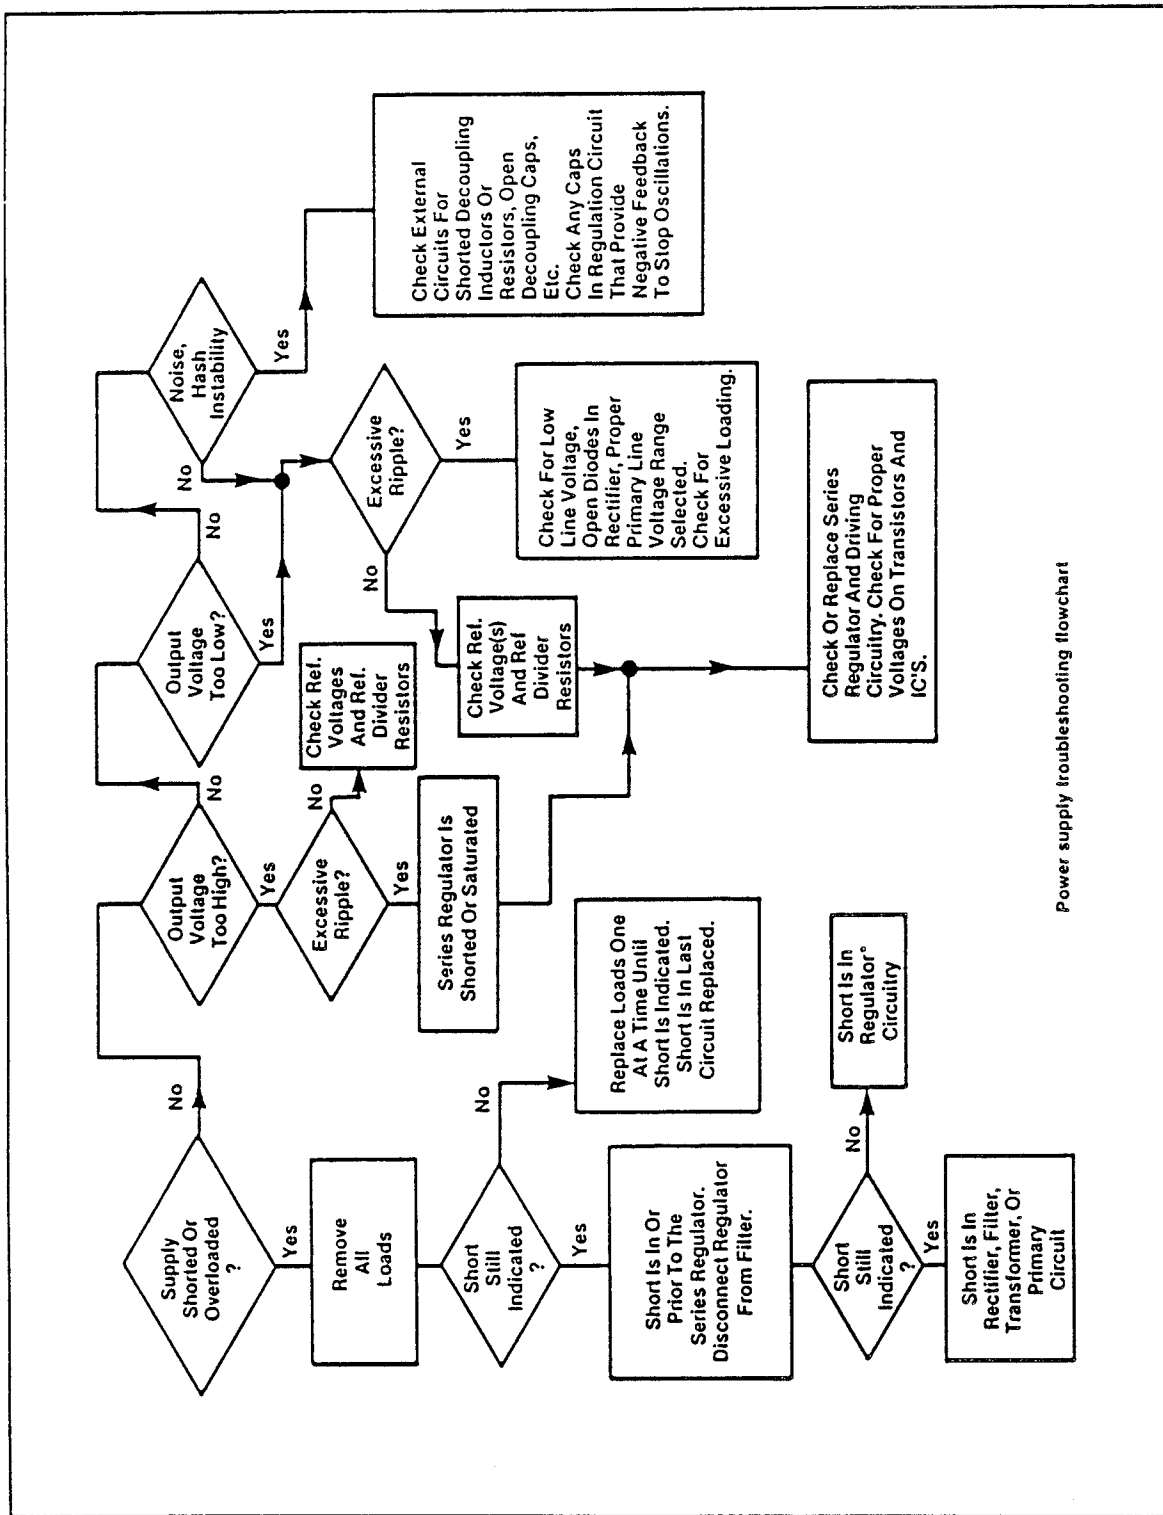 Supply
Shorted Or
Overloaded
?
No
Yes
Remove
All
Loads
Short
Still
Indicated
?
No
Yes
Replace Loads One
At A Time Until
Short Is Indicated.
Short Is In Last
Circuit Replaced.
Short Is In Or
Prior To The
Series Regulator.
Disconnect Regulator
From Filter.
Short
Still
Indicated
?
No
Yes
Short Is In
Regulator°
Circuitry
Short Is In
Rectifier, Filter,
Transformer, Or
Primary
Circuit
Output
Voltage
Too High?
No
Yes
Excessive
Ripple?
No
Yes
Check Ref.
Voltages
And Ref.
Divider
Resistors
Series Regulator Is
Shorted Or Saturated
Output
Voltage
Too Low?
No
Yes
Noise,
Hash
Instability
No
Yes
Check External
Circuits For
Shorted Decoupling
Inductors Or
Resistors, Open
Decoupling Caps,
Etc.
Check Any Caps
In Regulation Circuit
That Provide
Negative Feedback
To Stop Oscillations.
Excessive
Ripple?
No
Yes
Check For Low
Line Voltage,
Open Diodes In
Rectifier, Proper
Primary Line
Voltage Range
Selected.
Check For
Excessive Loading.
Check Ref.
Voltage(s)
And Ref
Divider
Resistors
Check Or Replace Series
Regulator And Driving
Circuitry. Check For Proper
Voltages On Transistors And
IC'S.
Power supply troubleshooting flowchart